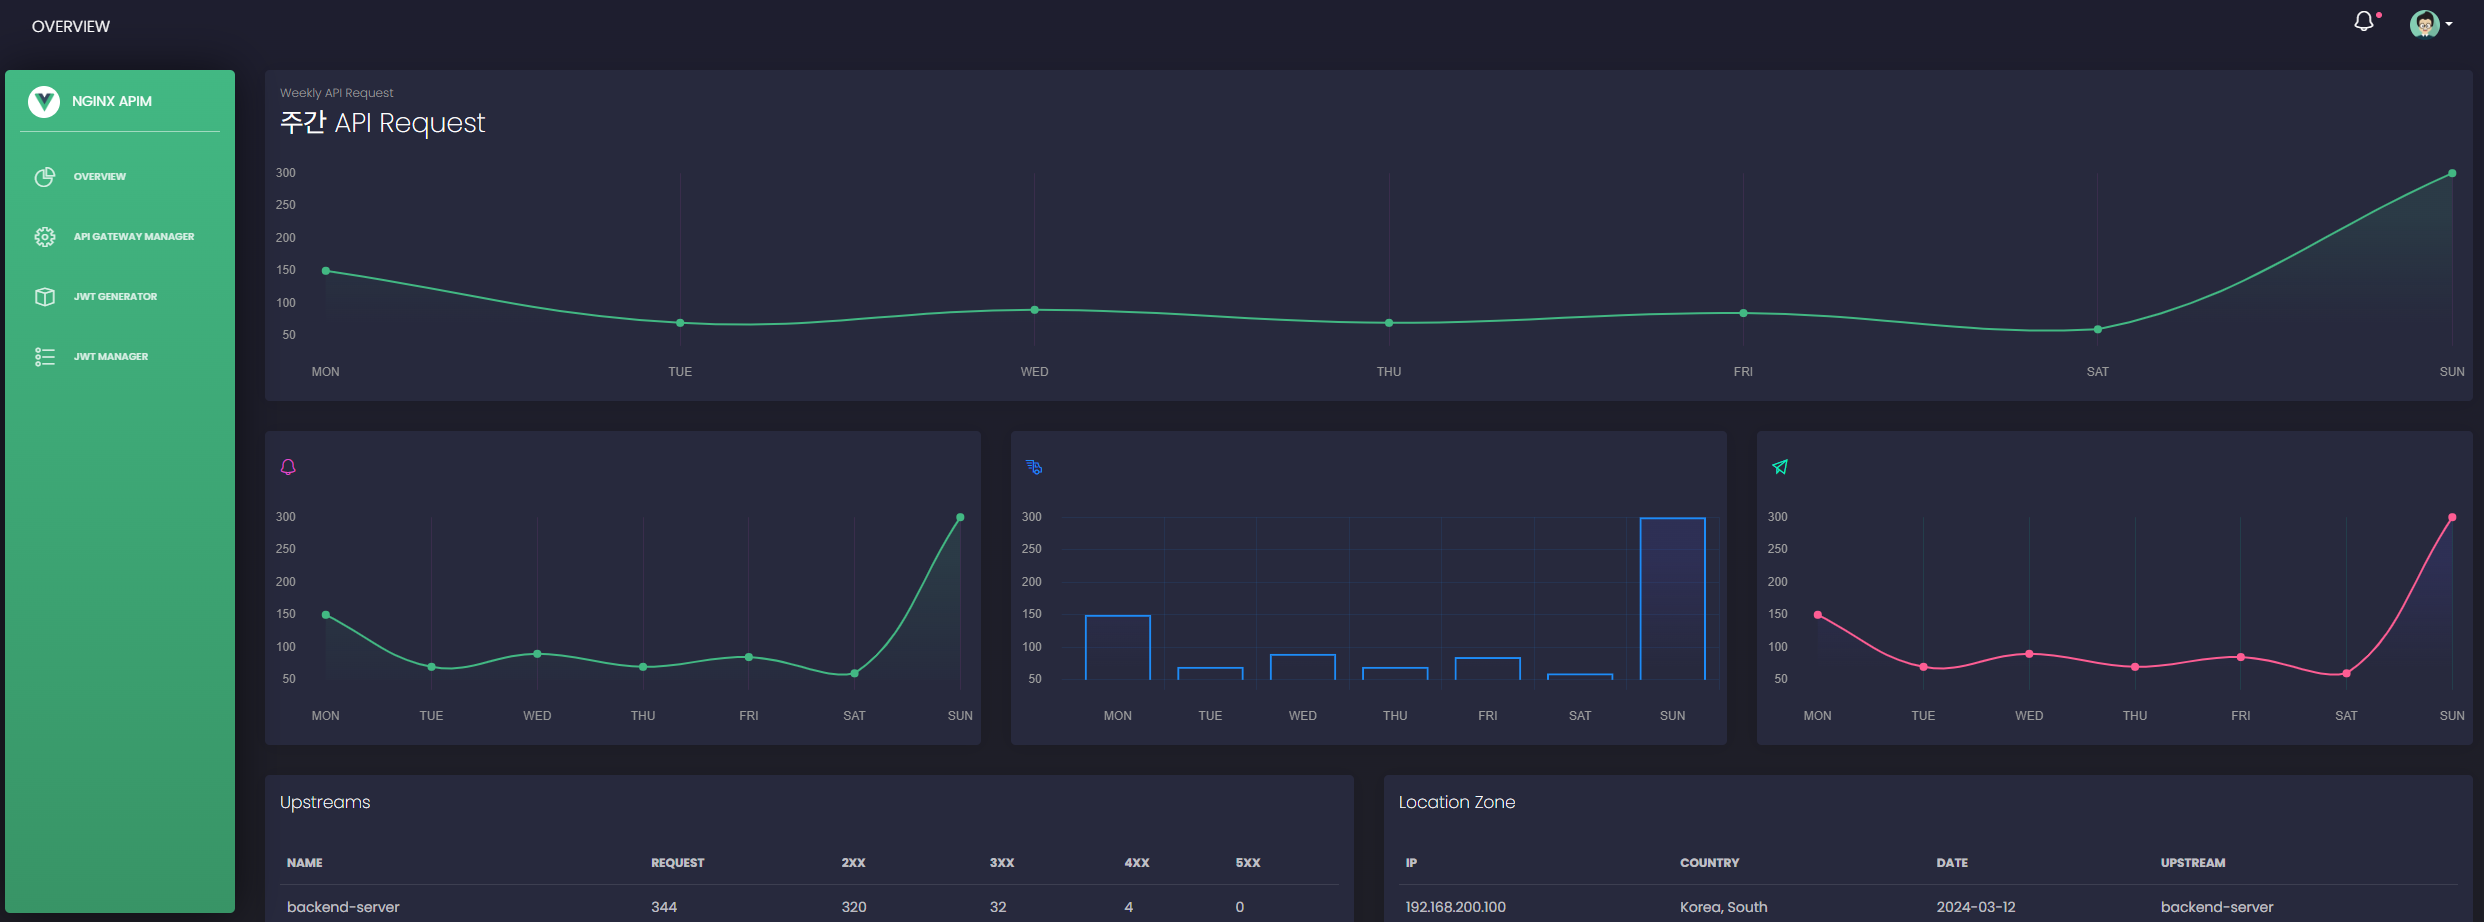 OVERVIEW
NGINX APIM
OVERVIEW
API GATEWAY MANAGER
JWT GENERATOR
JWT MANAGER
Weekly API Request
주간 API Request
300
250
200
150
100
50
MON TUE WED THU FRI SAT SUN
300
250
200
150
100
50
MON TUE WED THU FRI SAT SUN
300
250
200
150
100
50
MON TUE WED THU FRI SAT SUN
300
250
200
150
100
50
MON TUE WED THU FRI SAT SUN
Upstreams
NAME REQUEST 2XX 3XX 4XX 5XX
backend-server 344 320 32 4 0
Location Zone
IP COUNTRY DATE UPSTREAM
192.168.200.100 Korea, South 2024-03-12 backend-server